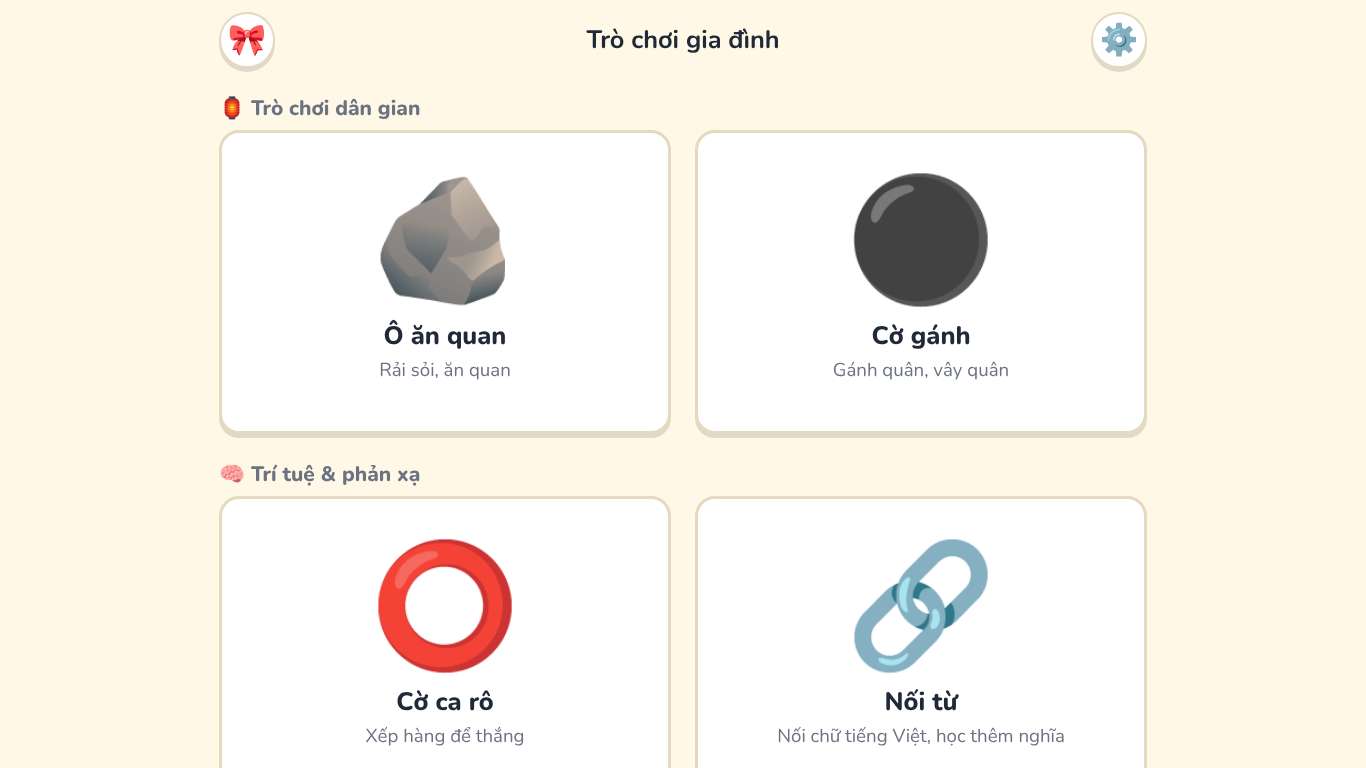 Trò chơi gia đình
Trò chơi dân gian
Ô ăn quan
Rải sỏi, ăn quan
Cờ gánh
Gánh quân, vây quân
Trí tuệ & phản xạ
Cờ ca rô
Xếp hàng để thắng
Nối từ
Nối chữ tiếng Việt, học thêm nghĩa